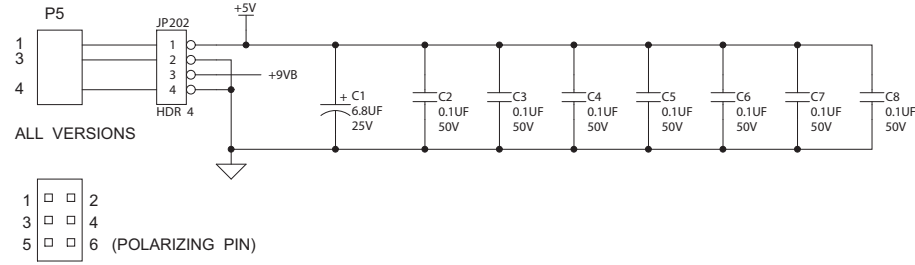 P5
+5V
JP202
1
3
4
1
2
3
4
+9VB
HDR 4
ALL VERSIONS
+ C1
6.8UF
25V
C2
0.1UF
50V
C3
0.1UF
50V
C4
0.1UF
50V
C5
0.1UF
50V
C6
0.1UF
50V
C7
0.1UF
50V
C8
0.1UF
50V
1 2
3 4
5 6 (POLARIZING PIN)